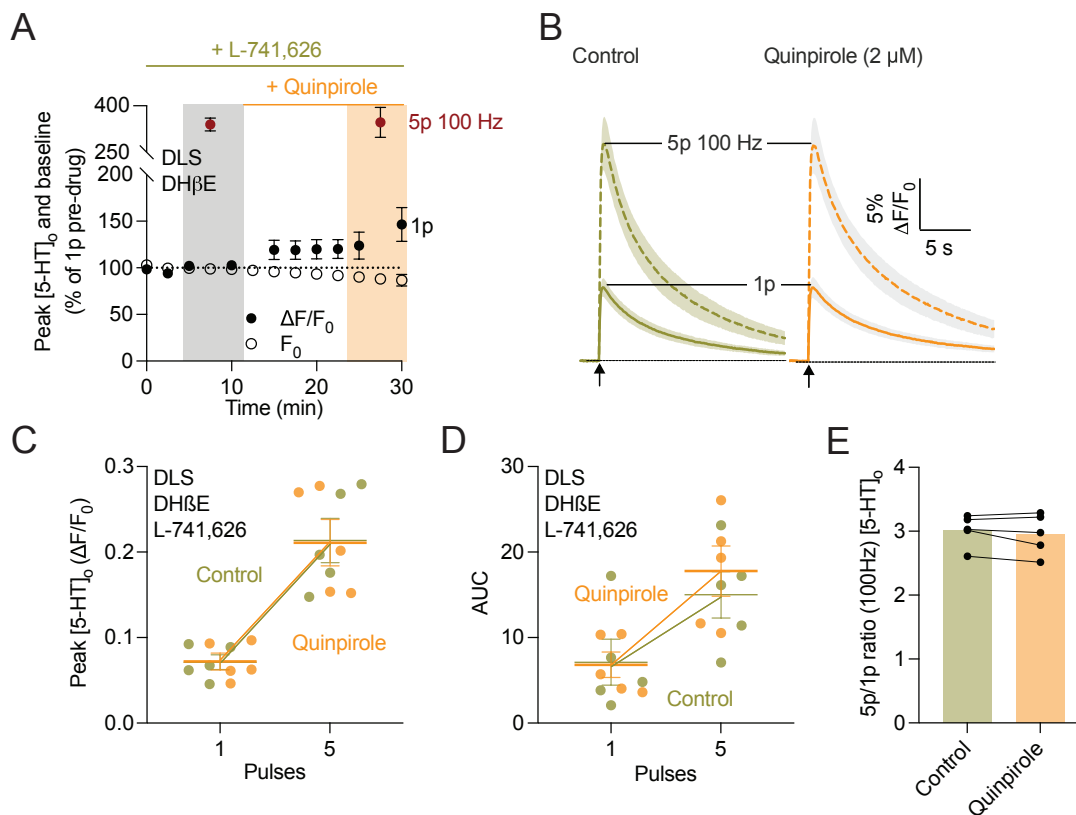 A
+ L-741,626
+ Quinpirole
Peak [5-HT]o and baseline
(% of 1p pre-drug)
400
250
200
150
100
50
0
DLS
DHβE
5p 100 Hz
1p
ΔF/F0
F0
0
10
20
30
Time (min)
B
Control
Quinpirole (2 µM)
5p 100 Hz
1p
5%
ΔF/F0
5 s
C
Peak [5-HT]o (ΔF/F0)
0.3
0.2
0.1
0.0
DLS
DHßE
L-741,626
Control
Quinpirole
1
5
Pulses
D
AUC
30
20
10
0
DLS
DHßE
L-741,626
Quinpirole
Control
1
5
Pulses
E
5p/1p ratio (100Hz) [5-HT]o
4
3
2
1
0
Control
Quinpirole